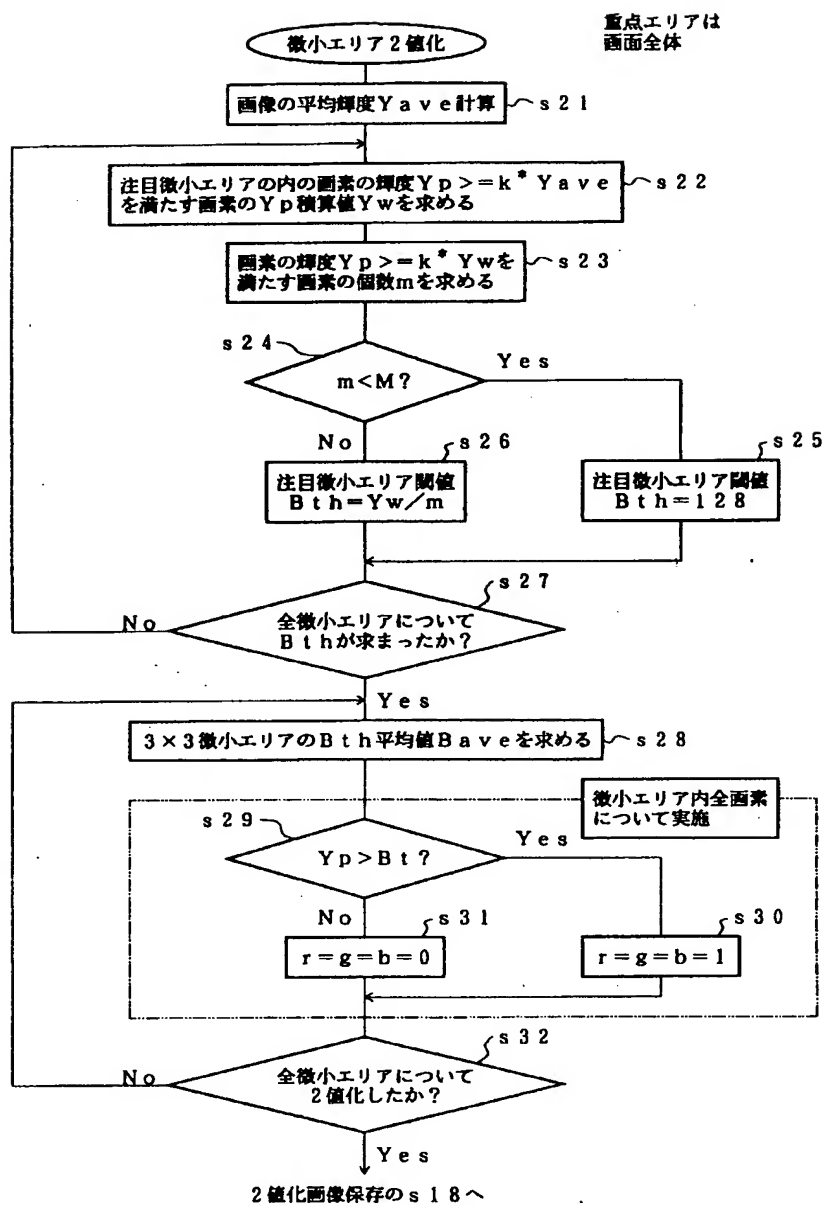 重点エリアは
画面全体
微小エリア2値化
画像の平均輝度Yave計算
s21
注目微小エリアの内の画素の輝度Yp>=k*Yave
を満たす画素のYp積算値Ywを求める
s22
画素の輝度Yp>=k*Ywを
満たす画素の個数mを求める
s23
s24
m<M?
Yes
No
s26
s25
注目微小エリア閾値
Bth=Yw/m
注目微小エリア閾値
Bth=128
s27
No
全微小エリアについて
Bthが求まったか?
Yes
3×3微小エリアのBth平均値Baveを求める
s28
微小エリア内全画素
について実施
s29
Yp>Bt?
Yes
No
s31
s30
r=g=b=0
r=g=b=1
s32
No
全微小エリアについて
2値化したか?
Yes
2値化画像保存のs18へ